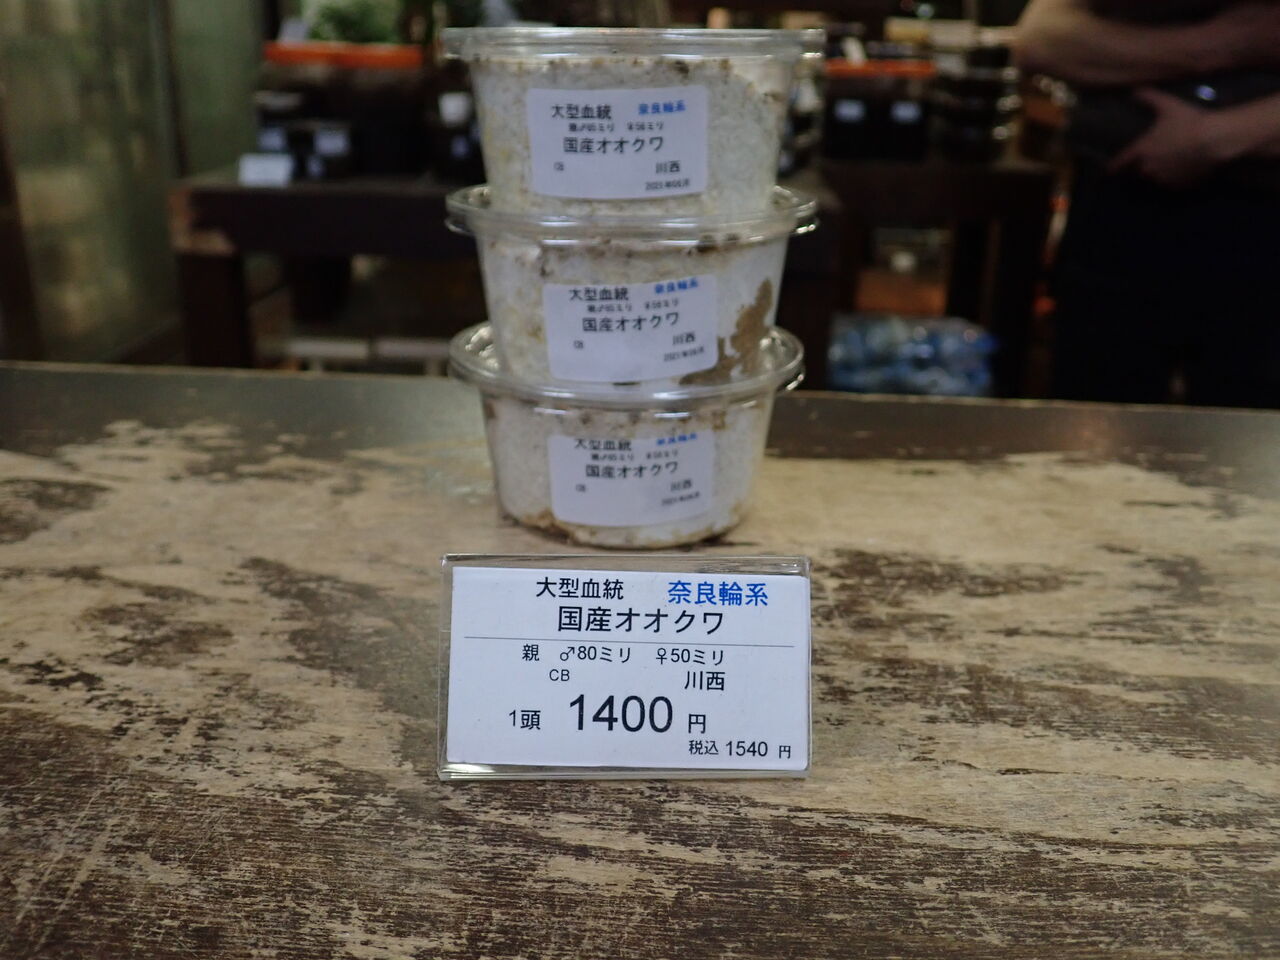 大型血統 奈良輪系
国産オオクワ
CB 川西
大型血統 奈良輪系
国産オオクワ
CB 川西
大型血統 奈良輪系
国産オオクワ
CB 川西
大型血統 奈良輪系
国産オオクワ
親 ♂80ミリ ♀50ミリ
CB 川西
1頭 1400 円
税込 1540 円